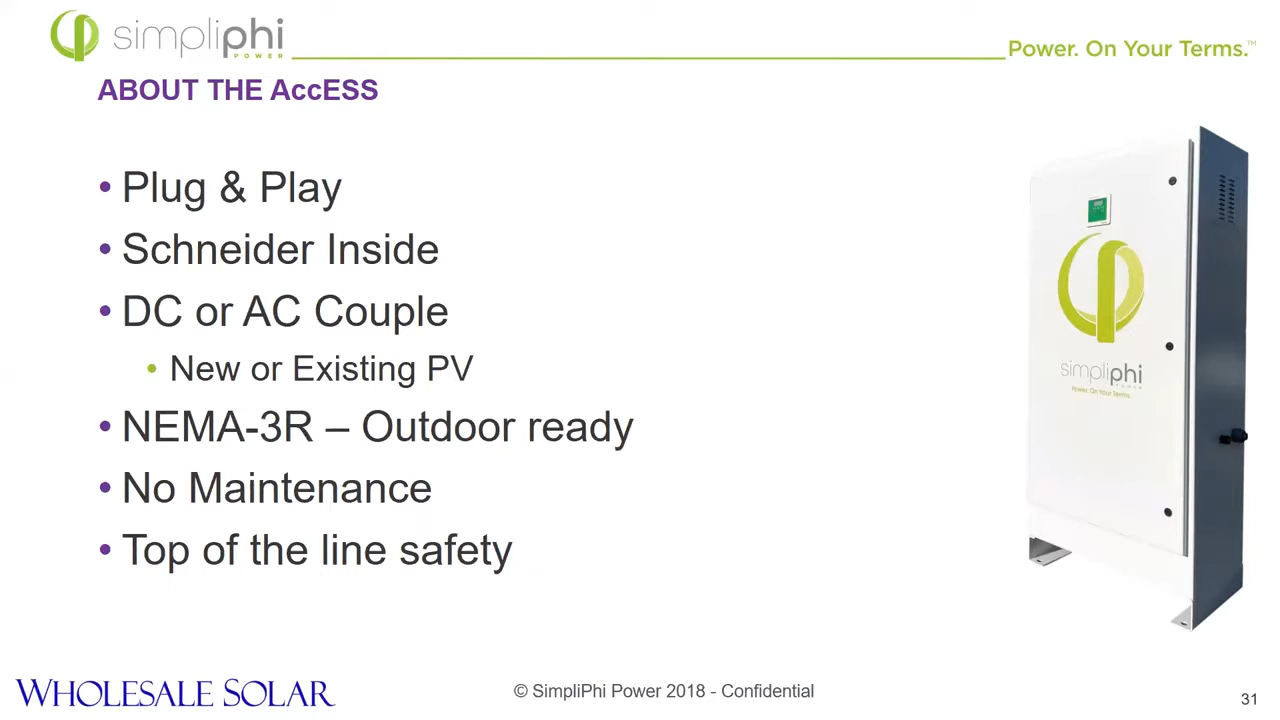 simpliphi
POWER
Power. On Your Terms.™
ABOUT THE AccESS
• Plug & Play
• Schneider Inside
• DC or AC Couple
• New or Existing PV
• NEMA-3R – Outdoor ready
• No Maintenance
• Top of the line safety
simpliphi
POWER
Power. On Your Terms.
WHOLESALE SOLAR
© SimpliPhi Power 2018 - Confidential
31